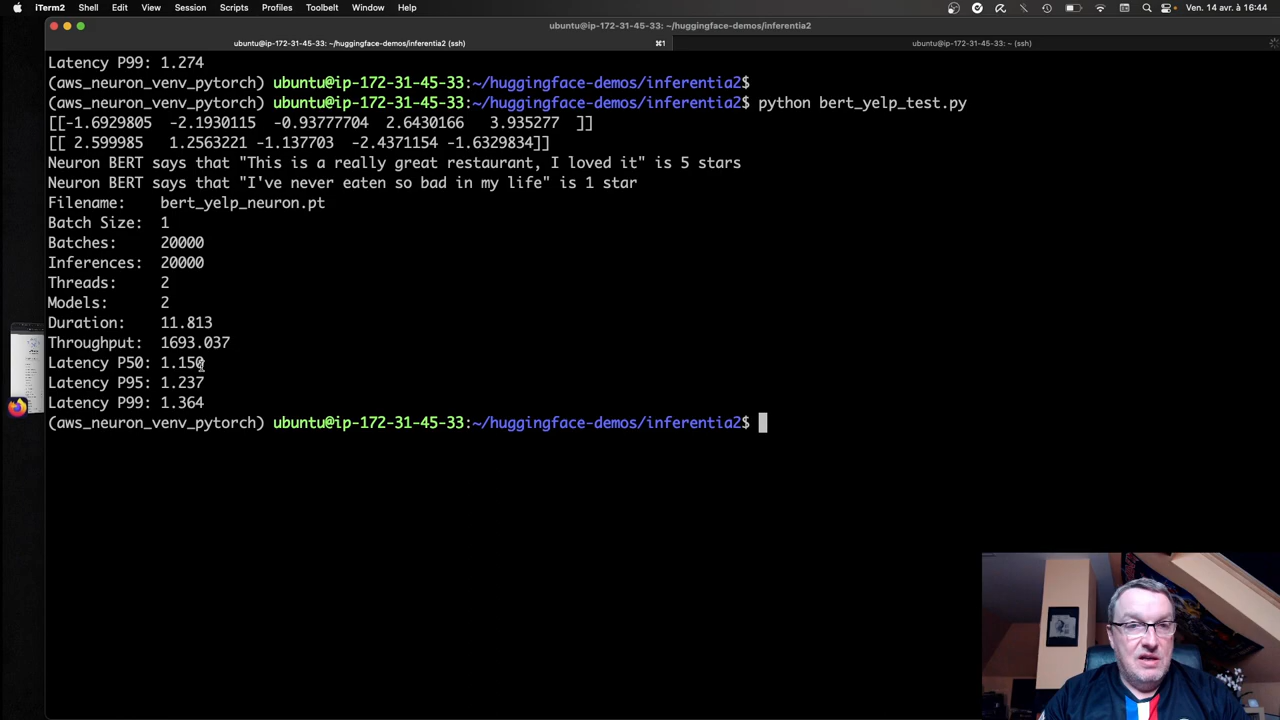 iTerm2 Shell Edit View Session Scripts Profiles Toolbelt Window Help Ven. 14 avr. à 16:44
ubuntu@ip-172-31-45-33: ~/huggingface-demos/inferentia2
ubuntu@ip-172-31-45-33: ~/huggingface-demos/inferentia2 (ssh) ⌘1 ubuntu@ip-172-31-45-33: ~ (ssh)
Latency P99: 1.274
(aws_neuron_venv_pytorch) ubuntu@ip-172-31-45-33:~/huggingface-demos/inferentia2$
(aws_neuron_venv_pytorch) ubuntu@ip-172-31-45-33:~/huggingface-demos/inferentia2$ python bert_yelp_test.py
[[-1.6929805 -2.1930115 -0.93777704 2.6430166 3.935277 ]]
[[ 2.599985 1.2563221 -1.137703 -2.4371154 -1.6329834]]
Neuron BERT says that "This is a really great restaurant, I loved it" is 5 stars
Neuron BERT says that "I've never eaten so bad in my life" is 1 star
Filename: bert_yelp_neuron.pt
Batch Size: 1
Batches: 20000
Inferences: 20000
Threads: 2
Models: 2
Duration: 11.813
Throughput: 1693.037
Latency P50: 1.150
Latency P95: 1.237
Latency P99: 1.364
(aws_neuron_venv_pytorch) ubuntu@ip-172-31-45-33:~/huggingface-demos/inferentia2$